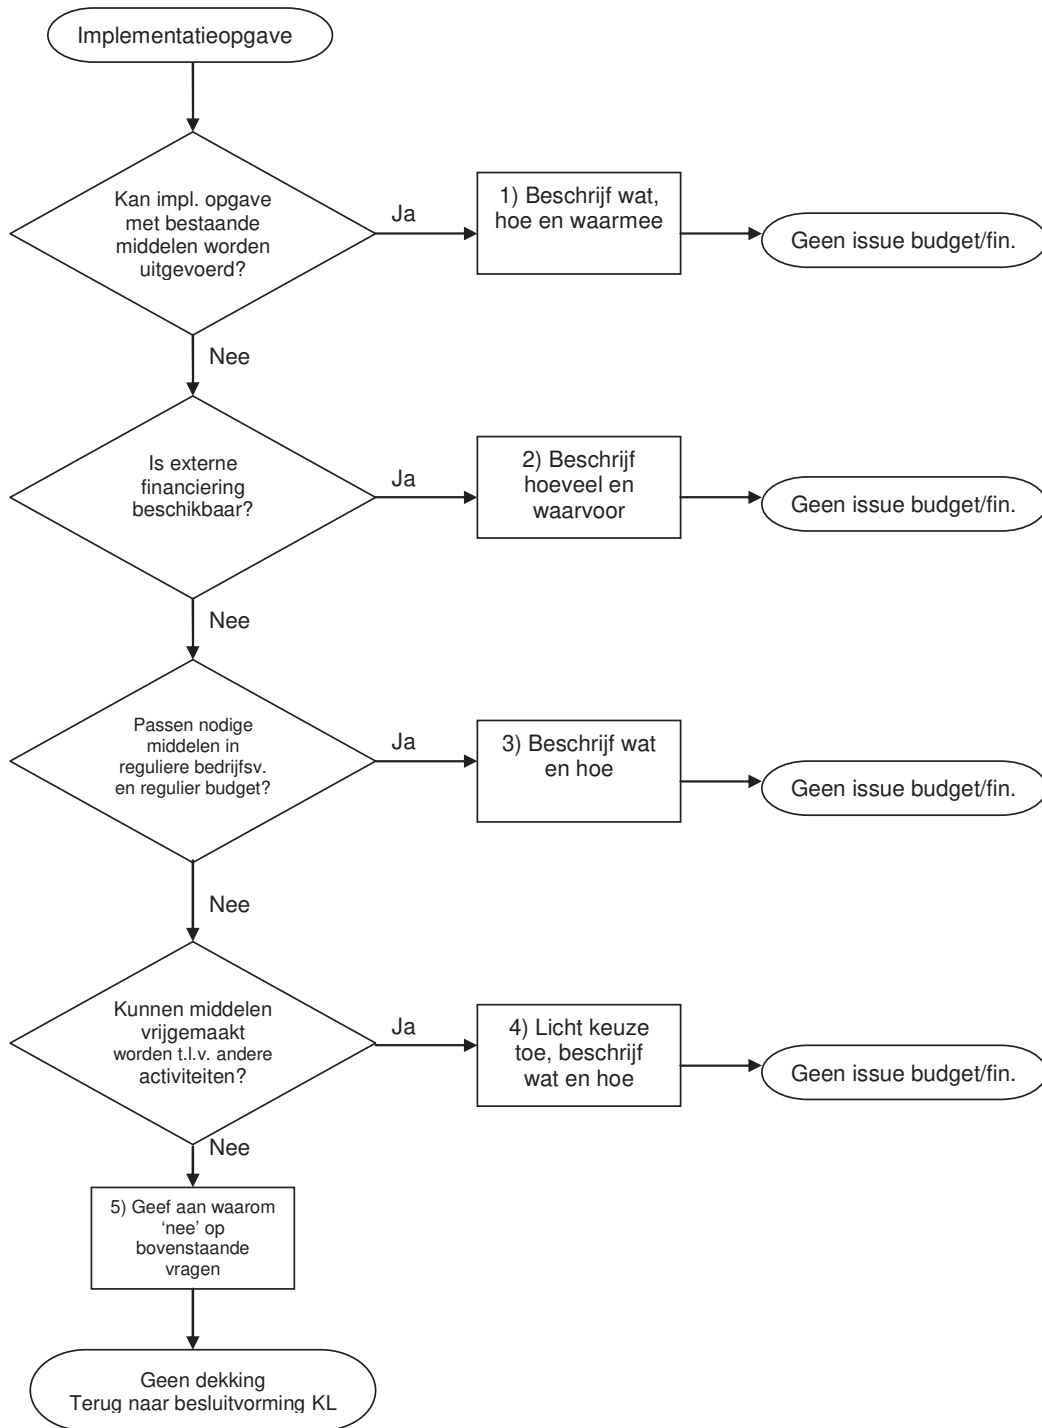 Implementatieopgave
Kan impl. opgave
met bestaande
middelen worden
uitgevoerd?
Ja
1) Beschrijf wat,
hoe en waarmee
Geen issue budget/fin.
Nee
Is externe
financiering
beschikbaar?
Ja
2) Beschrijf
hoeveel en
waarvoor
Geen issue budget/fin.
Nee
Passen nodige
middelen in
reguliere bedrijfsv.
en regulier budget?
Ja
3) Beschrijf wat
en hoe
Geen issue budget/fin.
Nee
Kunnen middelen
vrijgemaakt
worden t.l.v. andere
activiteiten?
Ja
4) Licht keuze
toe, beschrijf
wat en hoe
Geen issue budget/fin.
Nee
5) Geef aan waarom
‘nee’ op
bovenstaande
vragen
Geen dekking
Terug naar besluitvorming KL